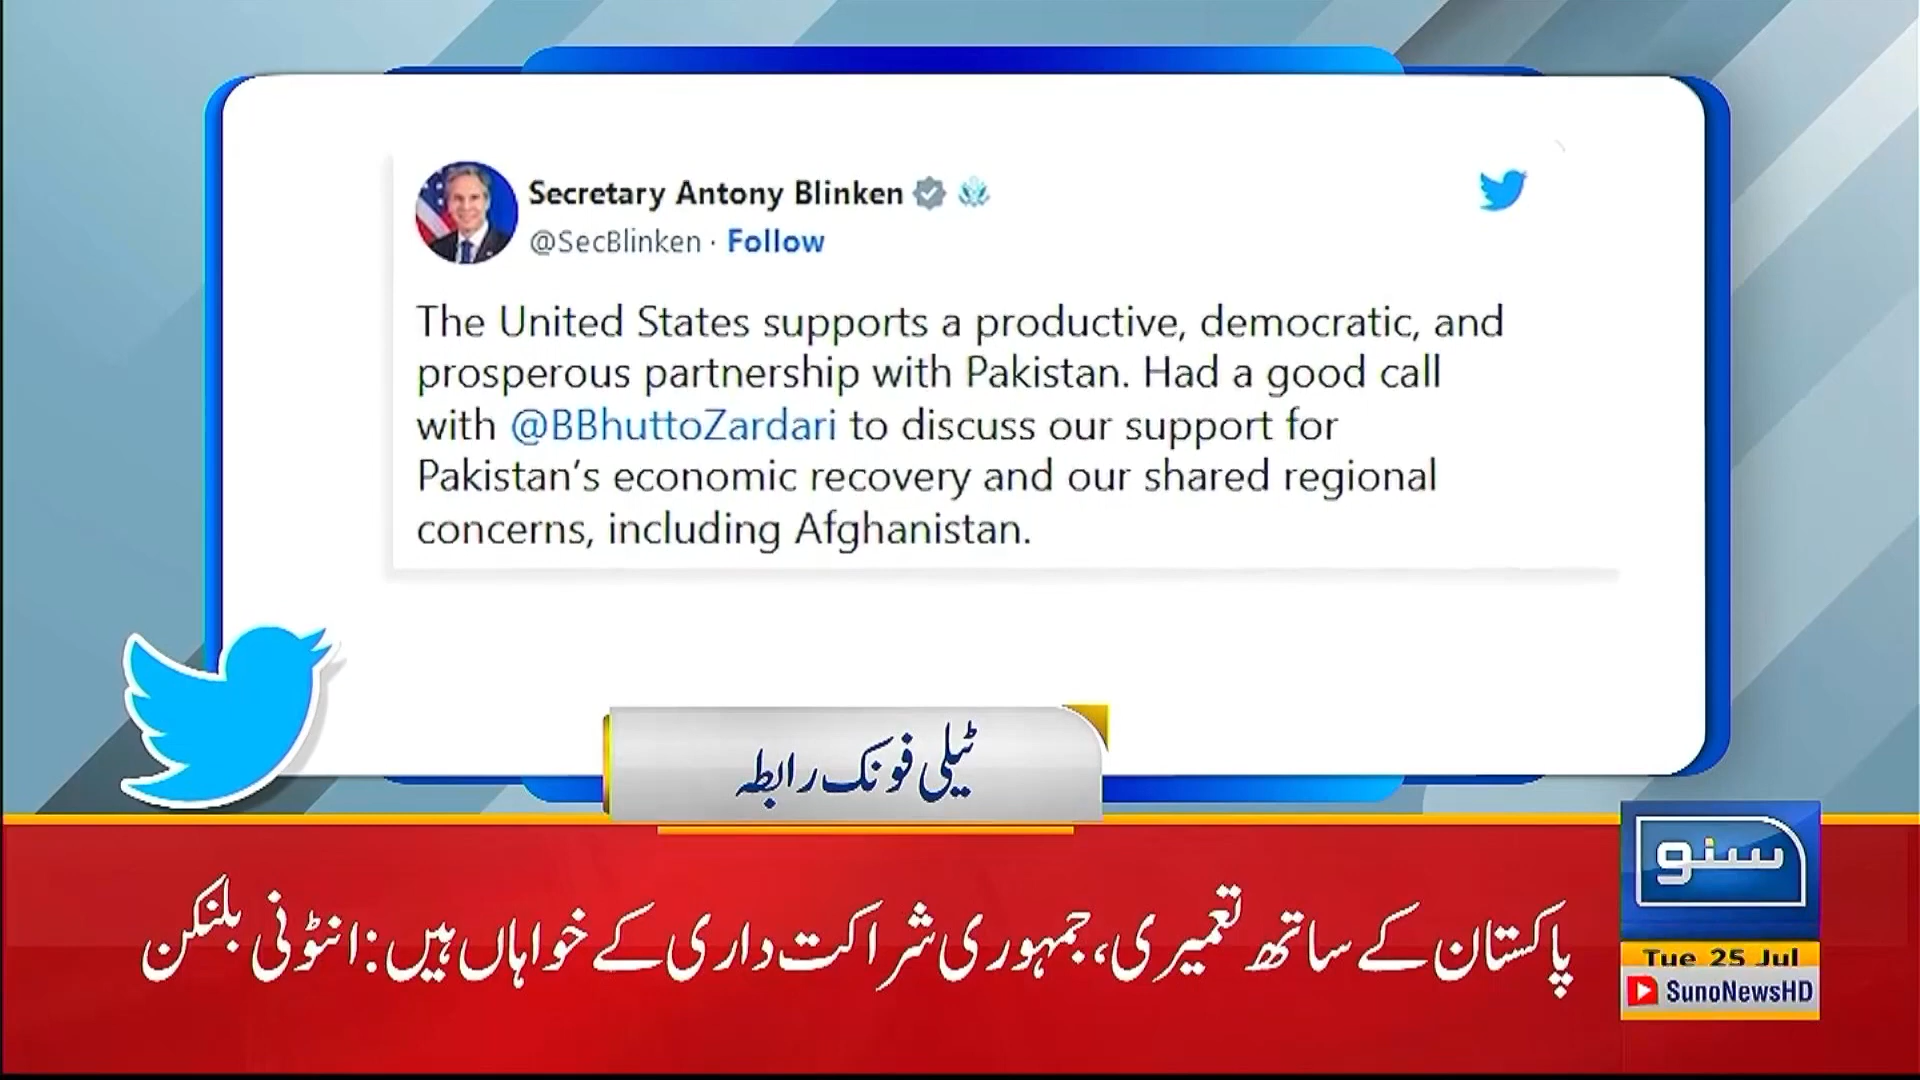 Secretary Antony Blinken
@SecBlinken · Follow
The United States supports a productive, democratic, and
prosperous partnership with Pakistan. Had a good call
with @BBhuttoZardari to discuss our support for
Pakistan’s economic recovery and our shared regional
concerns, including Afghanistan.
ٹیلی فونک رابطہ
پاکستان کے ساتھ تعمیری، جمہوری شراکت داری کے خواہاں ہیں: انٹونی بلنکن
سنو
Tue 25 Jul
SunoNewsHD